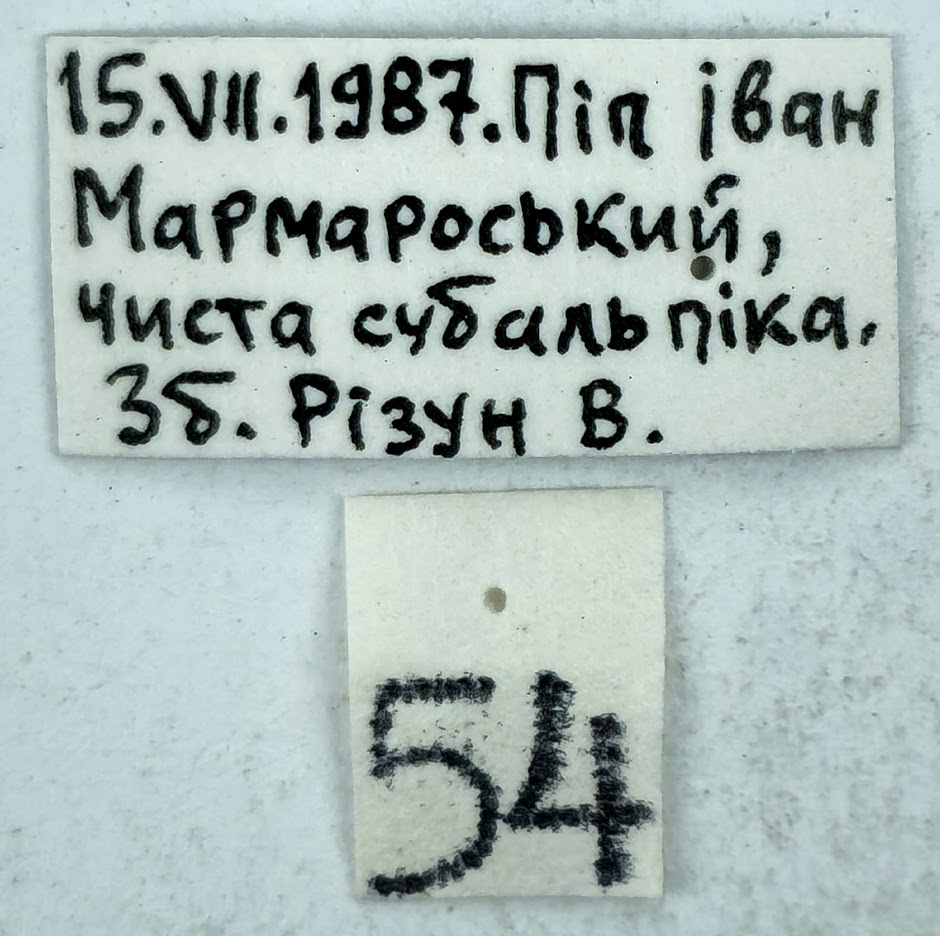 15.VII.1987.Піп Іван
Мармароський,
чиста субальпіка.
Зб. Різун В.
54